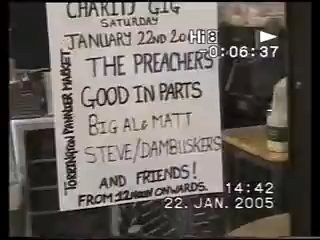 CHARITY GIG
SATURDAY
JANUARY 22ND 20
THE PREACHERS
GOOD IN PARTS
BIG AL & MATT
STEVE/DAMBUSKERS
AND FRIENDS!
FROM 12 NOON ONWARDS.
TORRINGTON PANNIER MARKET
Hi8
-0:06:37
14:42
22. JAN. 2005